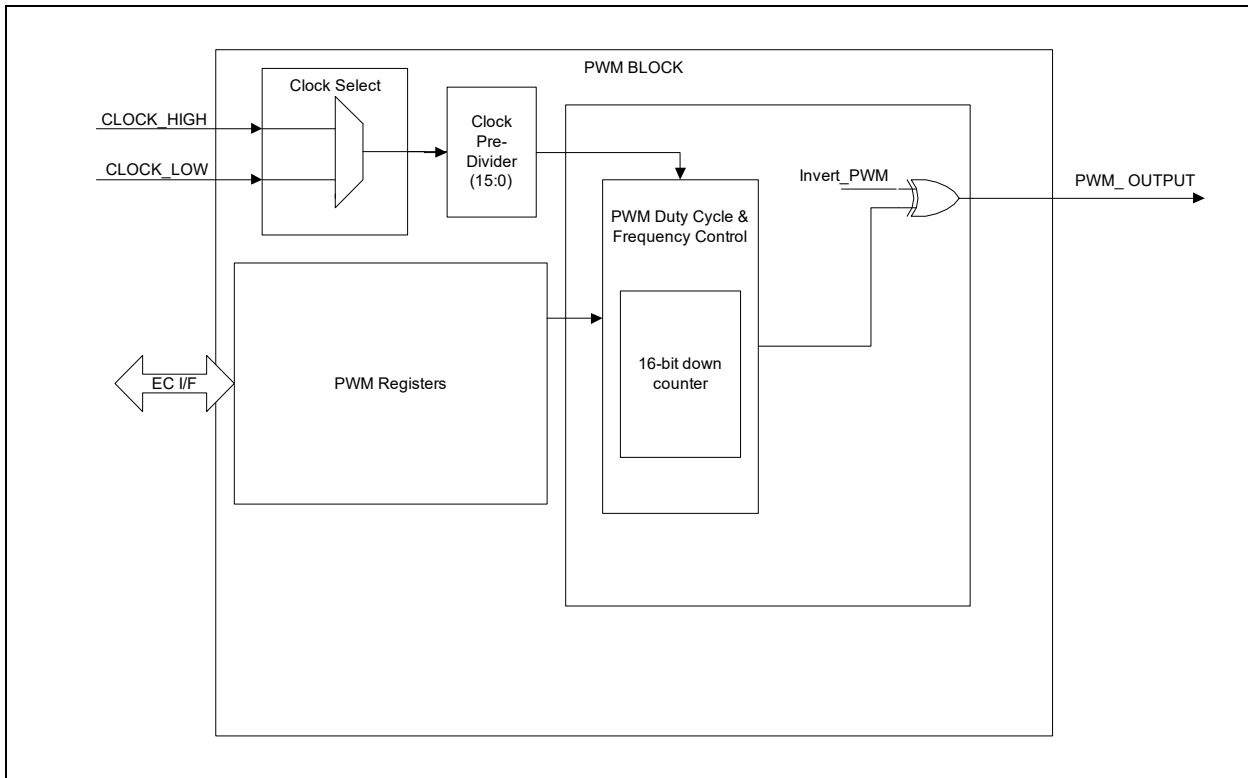 PWM BLOCK
Clock Select
CLOCK_HIGH
CLOCK_LOW
Clock
Pre-
Divider
(15:0)
Invert_PWM
PWM_ OUTPUT
PWM Duty Cycle &
Frequency Control
16-bit down
counter
EC I/F
PWM Registers